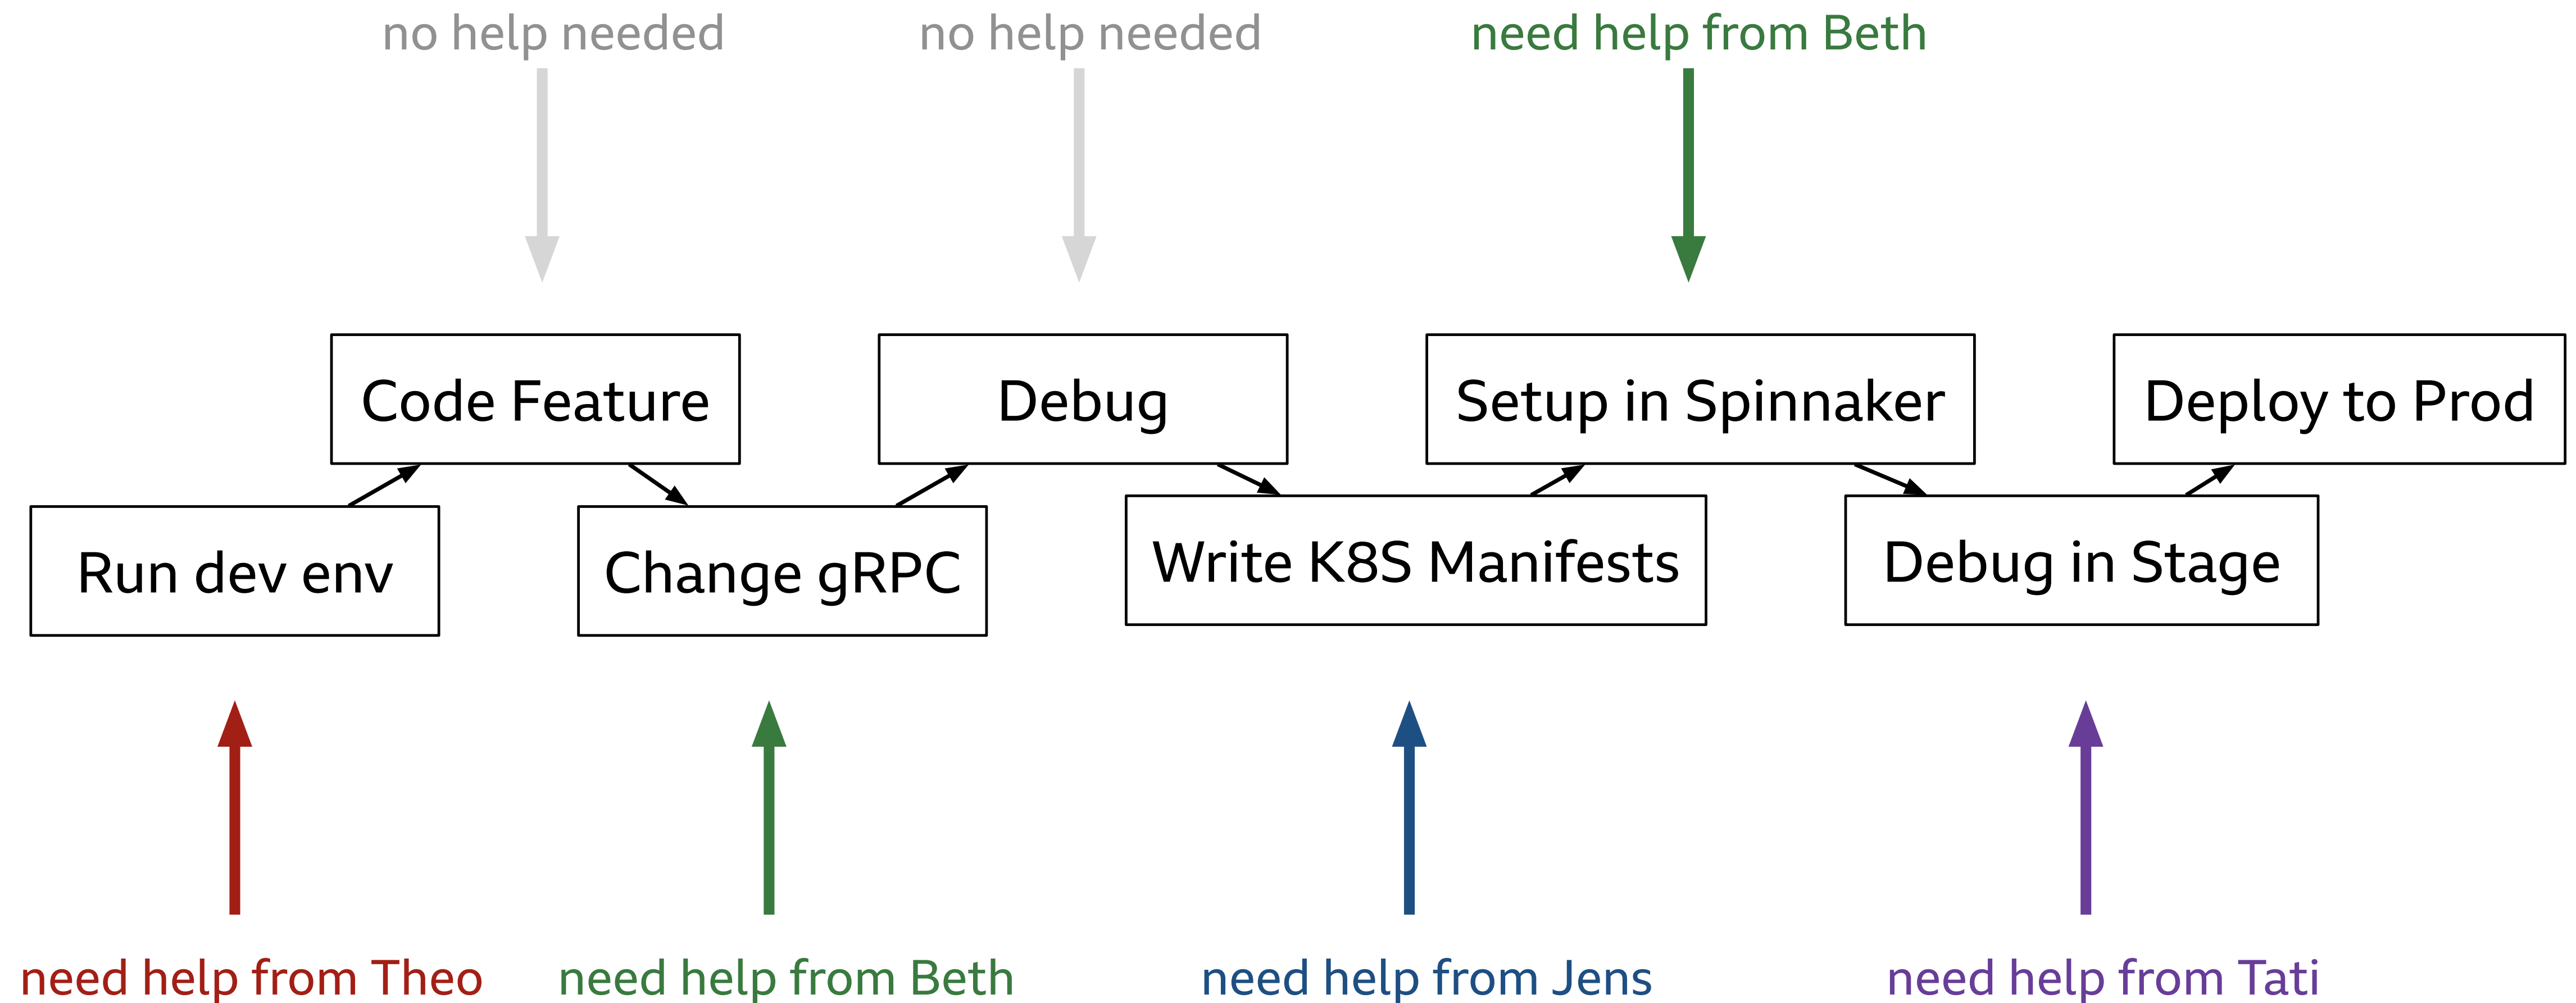 no help needed
no help needed
need help from Beth
Code Feature
Debug
Setup in Spinnaker
Deploy to Prod
Run dev env
Change gRPC
Write K8S Manifests
Debug in Stage
need help from Theo
need help from Beth
need help from Jens
need help from Tati